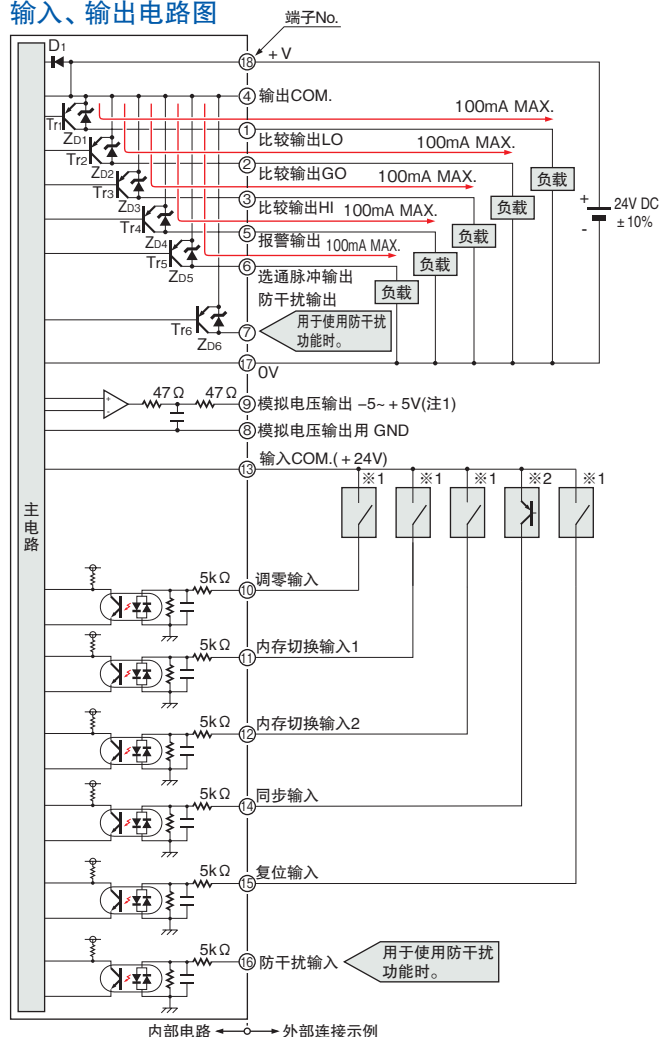 输入、输出电路图
端子No.
D1
⑱ +V
④ 输出COM.
100mA MAX.
Tr1
ZD1
① 比较输出LO
100mA MAX.
Tr2
ZD2
② 比较输出GO
100mA MAX.
负载
Tr3
ZD3
③ 比较输出HI
100mA MAX.
负载
+
-
24V DC
±10%
Tr4
ZD4
⑤ 报警输出
100mA MAX.
负载
Tr5
ZD5
⑥ 选通脉冲输出
负载
防干扰输出
负载
Tr6
ZD6
⑦
用于使用防干扰
功能时。
⑰ 0V
+
-
47Ω 47Ω
⑨ 模拟电压输出 -5~+5V(注1)
⑧ 模拟电压输出用 GND
⑬ 输入COM.(+24V)
※1 ※1 ※1 ※2 ※1
主电路
5kΩ ⑩ 调零输入
5kΩ ⑪ 内存切换输入1
5kΩ ⑫ 内存切换输入2
5kΩ ⑭ 同步输入
5kΩ ⑮ 复位输入
5kΩ ⑯ 防干扰输入
用于使用防干扰
功能时。
内部电路 外部连接示例